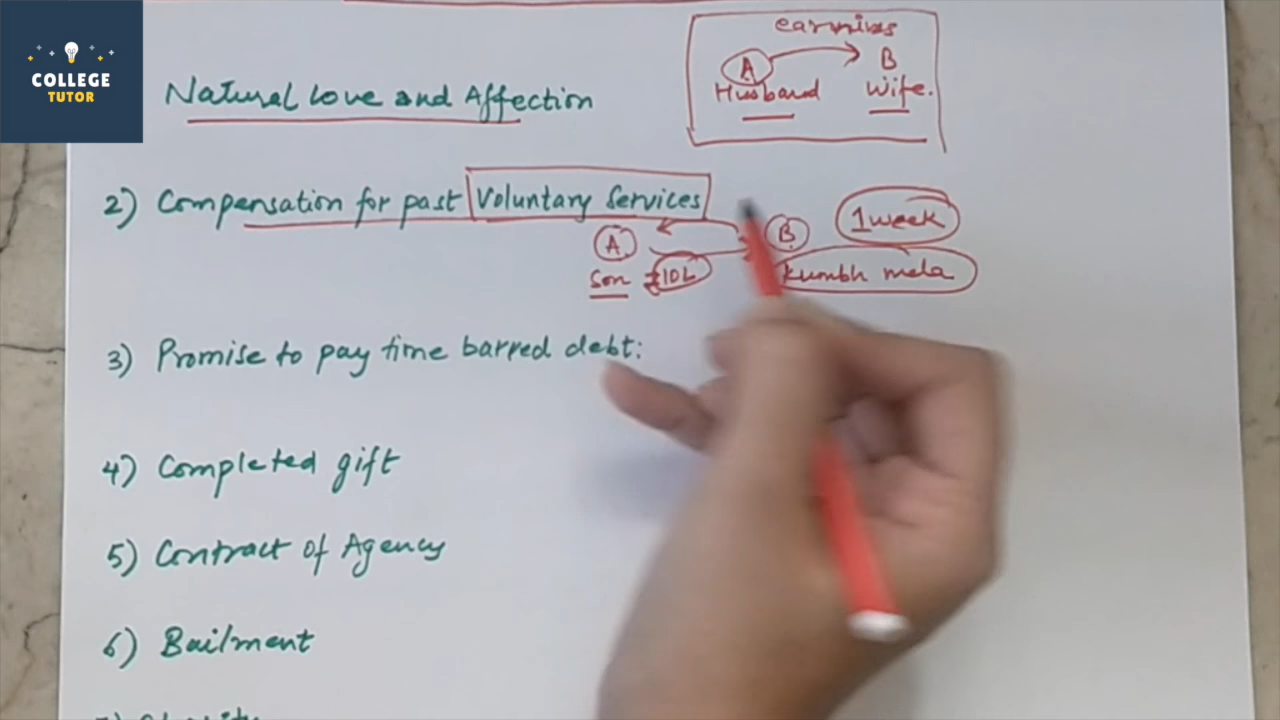 COLLEGE
TUTOR
earnings
A B
Husband Wife.
Natural Love and Affection
2) Compensation for past Voluntary Services
A B 1 week
Son ₹10L Kumbh mela
3) Promise to pay time barred debt:
4) Completed gift
5) Contract Of Agency
6) Bailment